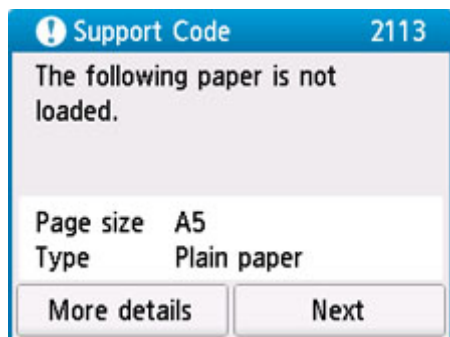 Support Code 2113
The following paper is not
loaded.
Page size A5
Type Plain paper
More details Next